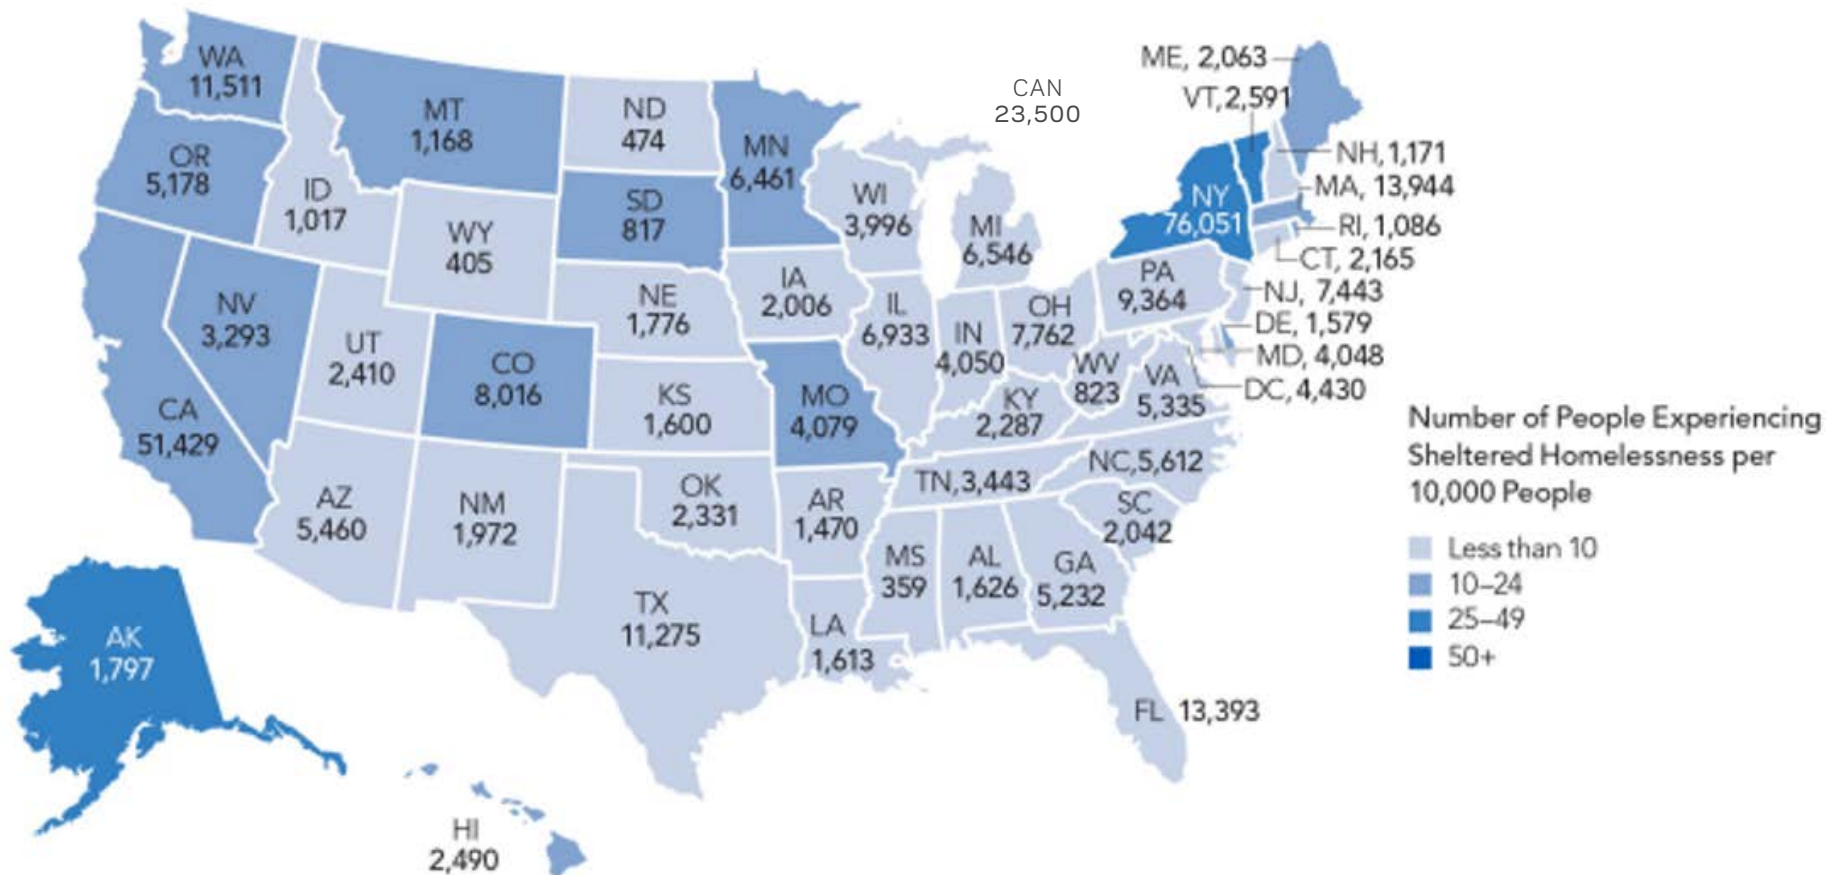 WA
11,511
MT
1,168
ND
474
MN
6,461
CAN
23,500
ME, 2,063
VT, 2,591
OR
5,178
ID
1,017
WY
405
SD
817
WI
3,996
MI
6,546
NY
76,051
NH, 1,171
MA, 13,944
RI, 1,086
CT, 2,165
NV
3,293
UT
2,410
CO
8,016
NE
1,776
IA
2,006
IL
6,933
IN
4,050
OH
7,762
PA
9,364
NJ, 7,443
DE, 1,579
MD, 4,048
DC, 4,430
CA
51,429
KS
1,600
MO
4,079
KY
2,287
WV
823
VA
5,335
AZ
5,460
NM
1,972
OK
2,331
AR
1,470
TN, 3,443
NC, 5,612
SC
2,042
TX
11,275
LA
1,613
MS
359
AL
1,626
GA
5,232
FL 13,393
AK
1,797
HI
2,490
Number of People Experiencing
Sheltered Homelessness per
10,000 People
Less than 10
10–24
25–49
50+